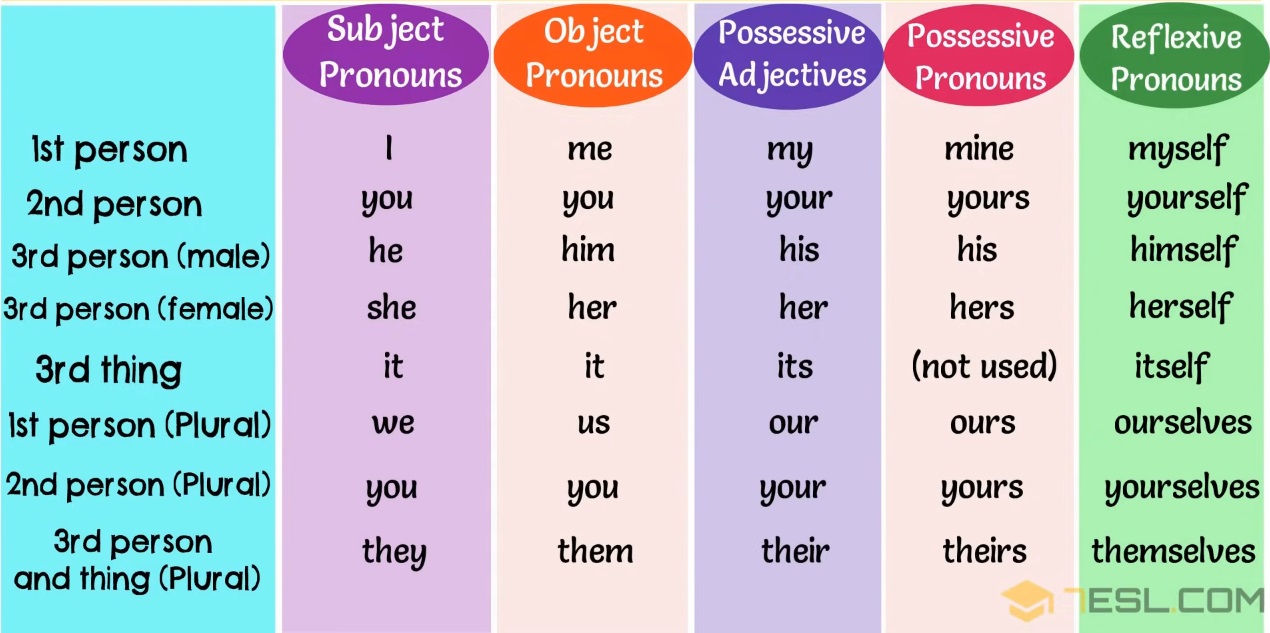 Subject Pronouns Object Pronouns Possessive Adjectives Possessive Pronouns Reflexive Pronouns
1st person I me my mine myself
2nd person you you your yours yourself
3rd person (male) he him his his himself
3rd person (female) she her her hers herself
3rd thing it it its (not used) itself
1st person (Plural) we us our ours ourselves
2nd person (Plural) you you your yours yourselves
3rd person and thing (Plural) they them their theirs themselves
7ESL.COM